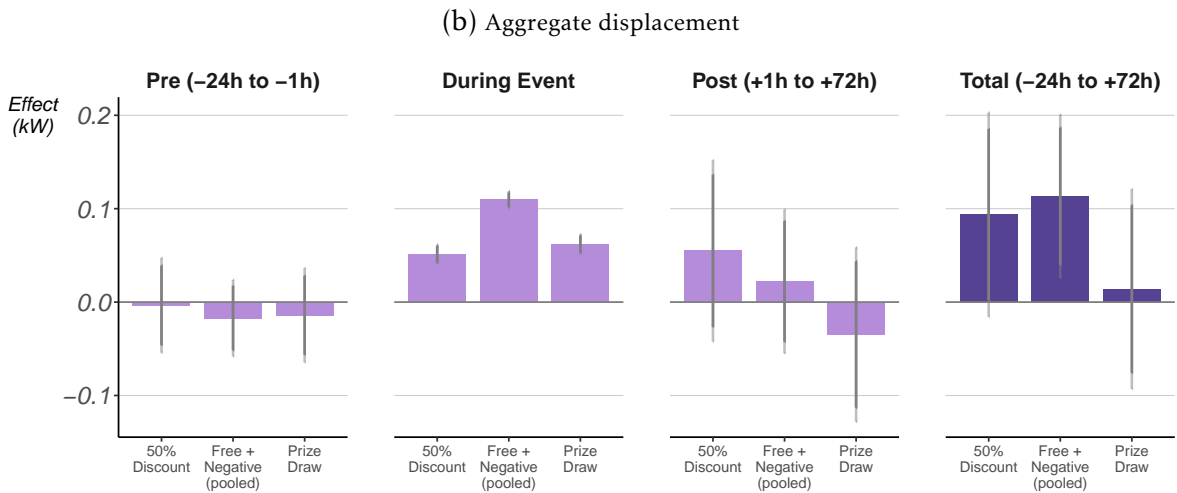 (b) Aggregate displacement
Pre (−24h to −1h)
During Event
Post (+1h to +72h)
Total (−24h to +72h)
Effect
(kW)
0.2
0.1
0.0
−0.1
50%
Discount
Free +
Negative
(pooled)
Prize
Draw
50%
Discount
Free +
Negative
(pooled)
Prize
Draw
50%
Discount
Free +
Negative
(pooled)
Prize
Draw
50%
Discount
Free +
Negative
(pooled)
Prize
Draw